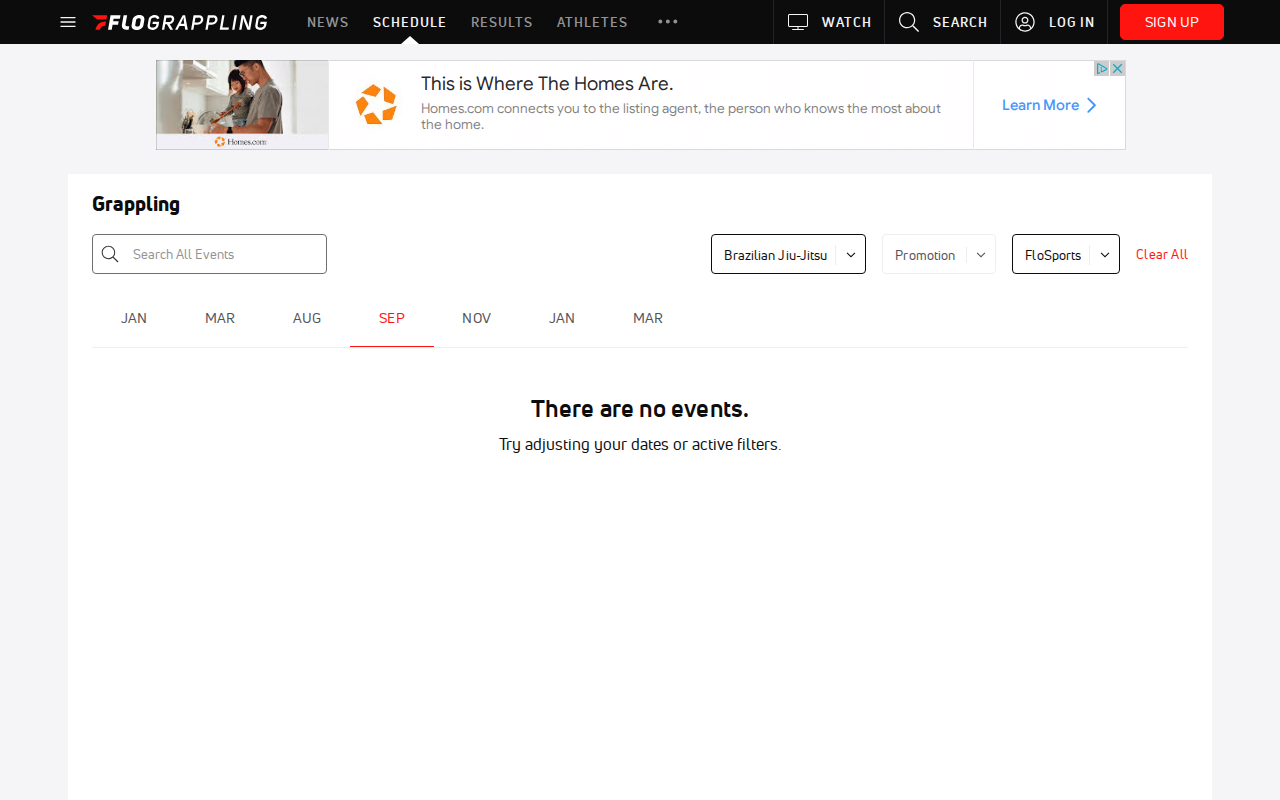 FLOGRAPPLING
NEWS
SCHEDULE
RESULTS
ATHLETES
WATCH
SEARCH
LOG IN
SIGN UP
This is Where The Homes Are.
Homes.com connects you to the listing agent, the person who knows the most about
the home.
Learn More
Homes.com
Grappling
Search All Events
Brazilian Jiu-Jitsu
Promotion
FloSports
Clear All
JAN
MAR
AUG
SEP
NOV
JAN
MAR
There are no events.
Try adjusting your dates or active filters.